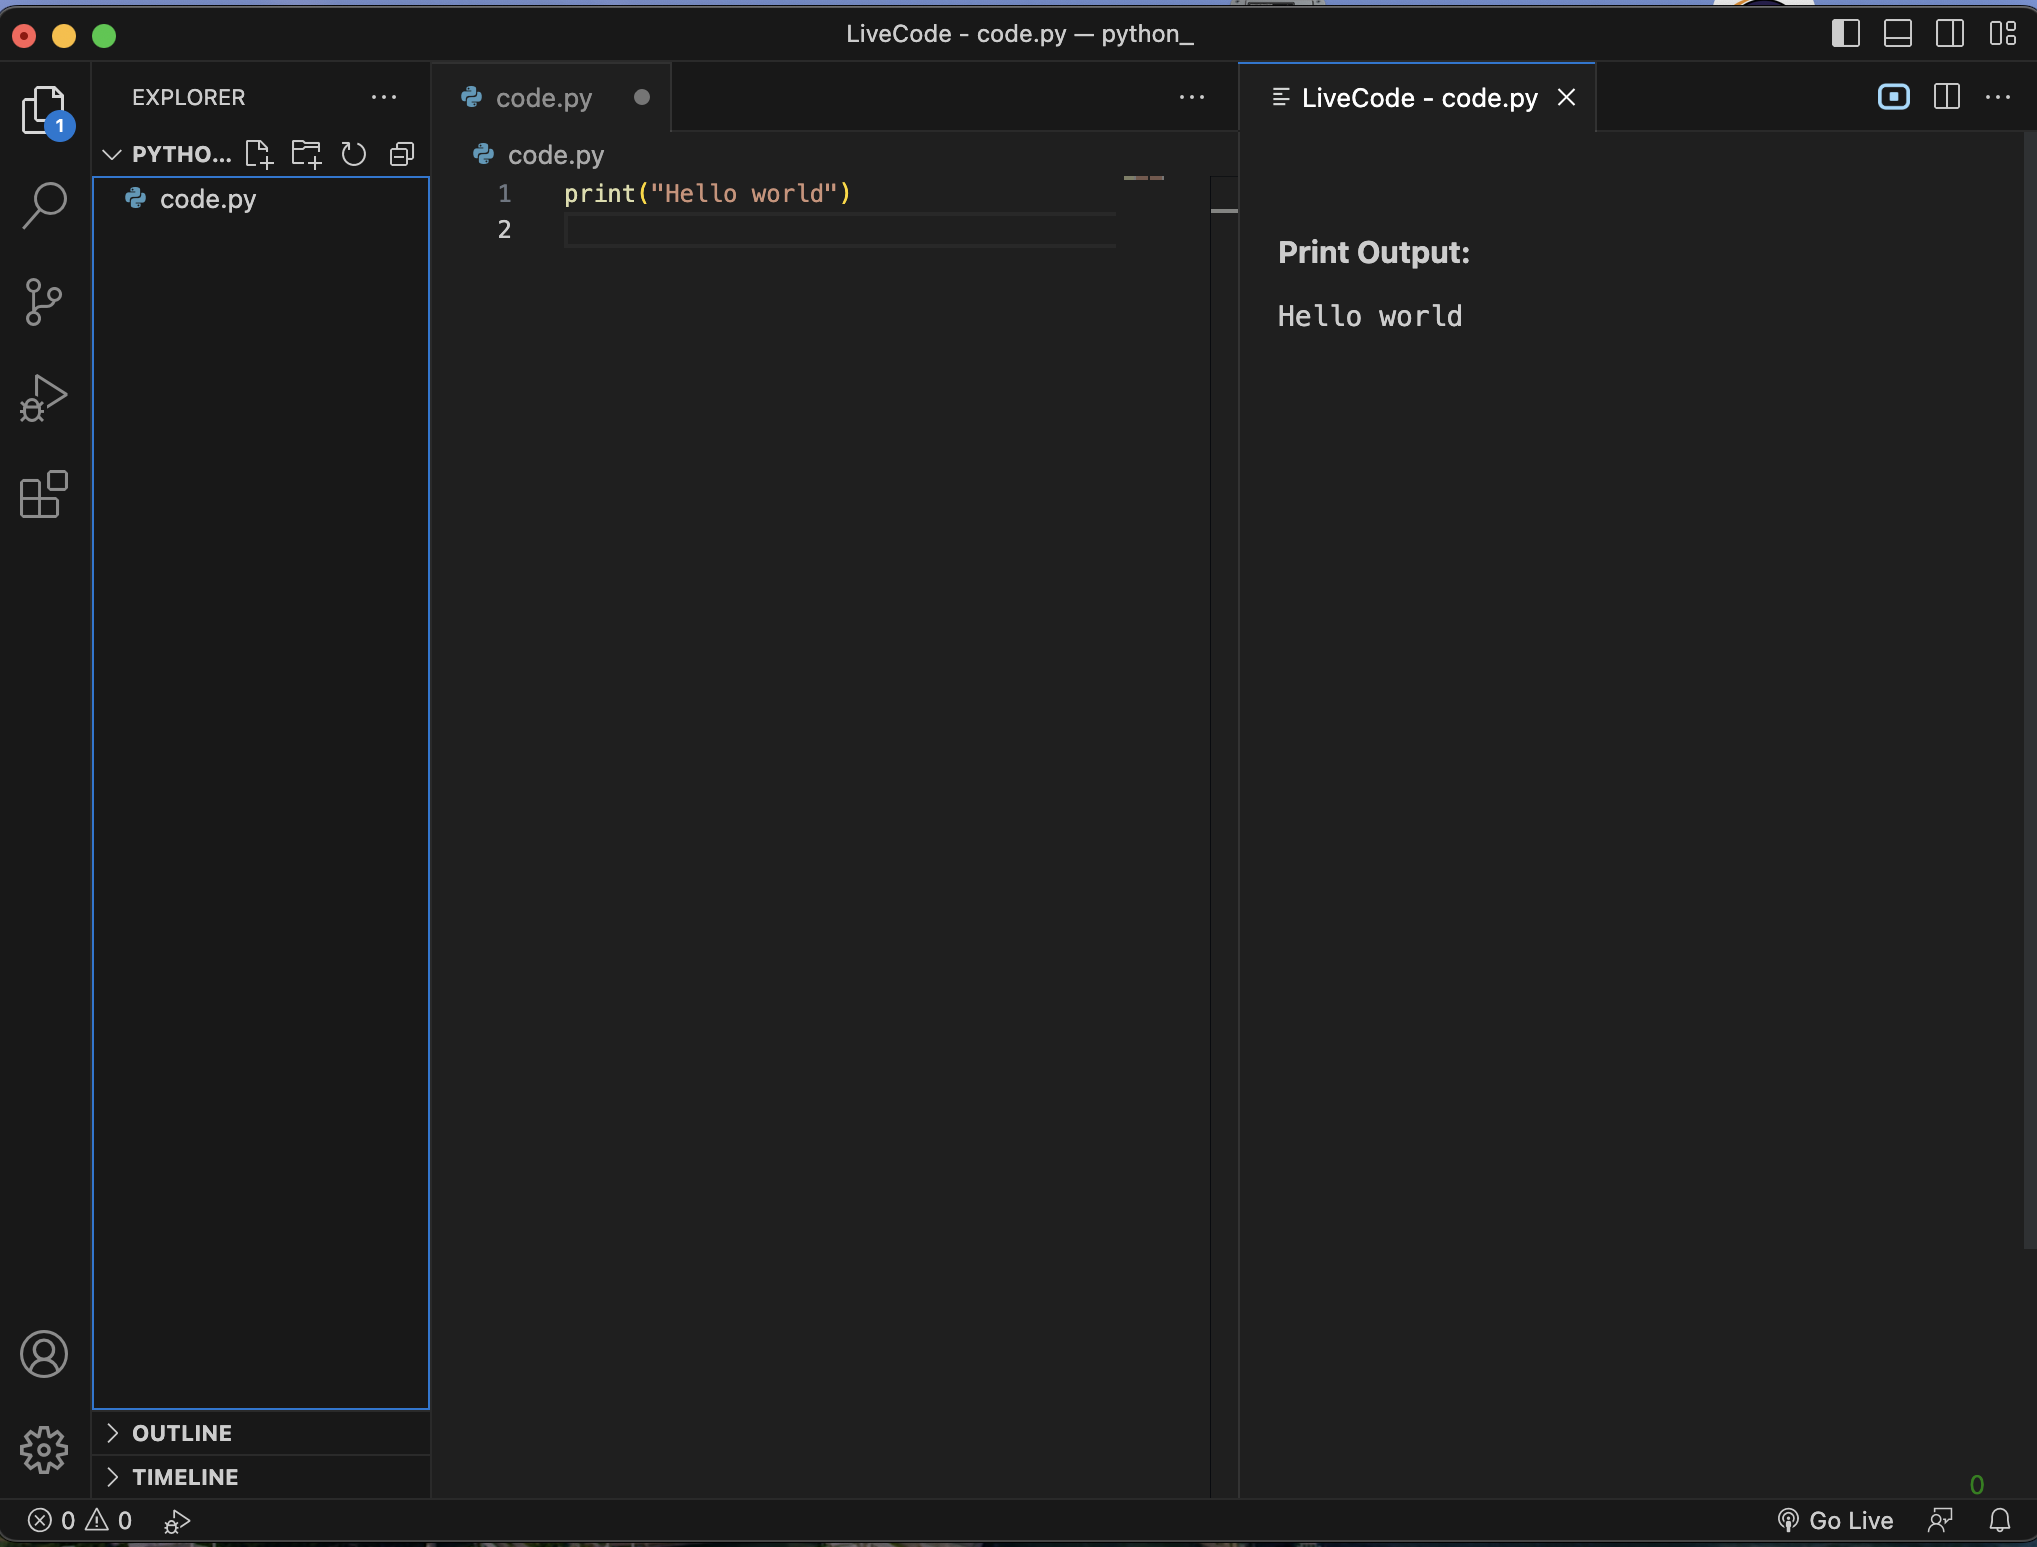 LiveCode - code.py — python_
1
EXPLORER
PYTHO...
code.py
code.py
code.py
1 print("Hello world")
2
LiveCode - code.py
Print Output:
Hello world
0
OUTLINE
TIMELINE
0 0
Go Live